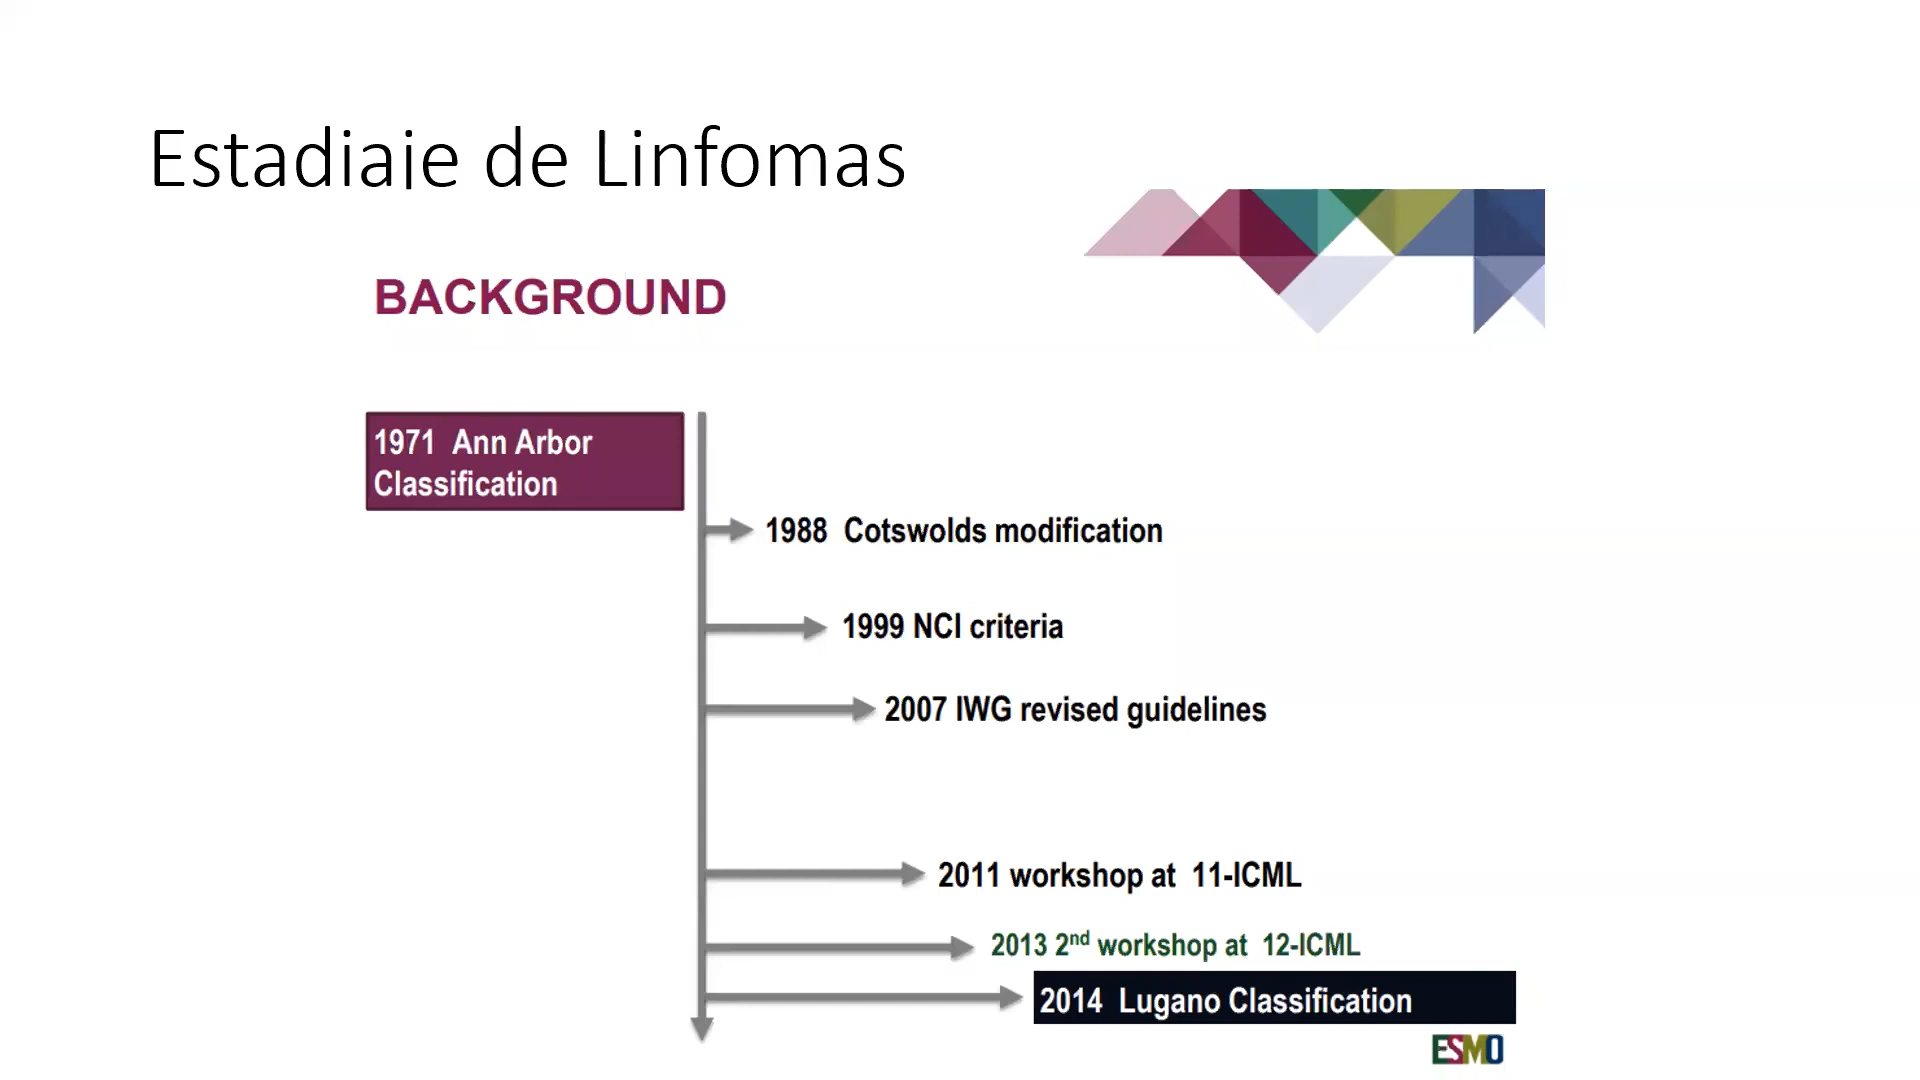 Estadiaje de Linfomas
BACKGROUND
1971 Ann Arbor
Classification
1988 Cotswolds modification
1999 NCI criteria
2007 IWG revised guidelines
2011 workshop at 11-ICML
2013 2nd workshop at 12-ICML
2014 Lugano Classification
ESMO